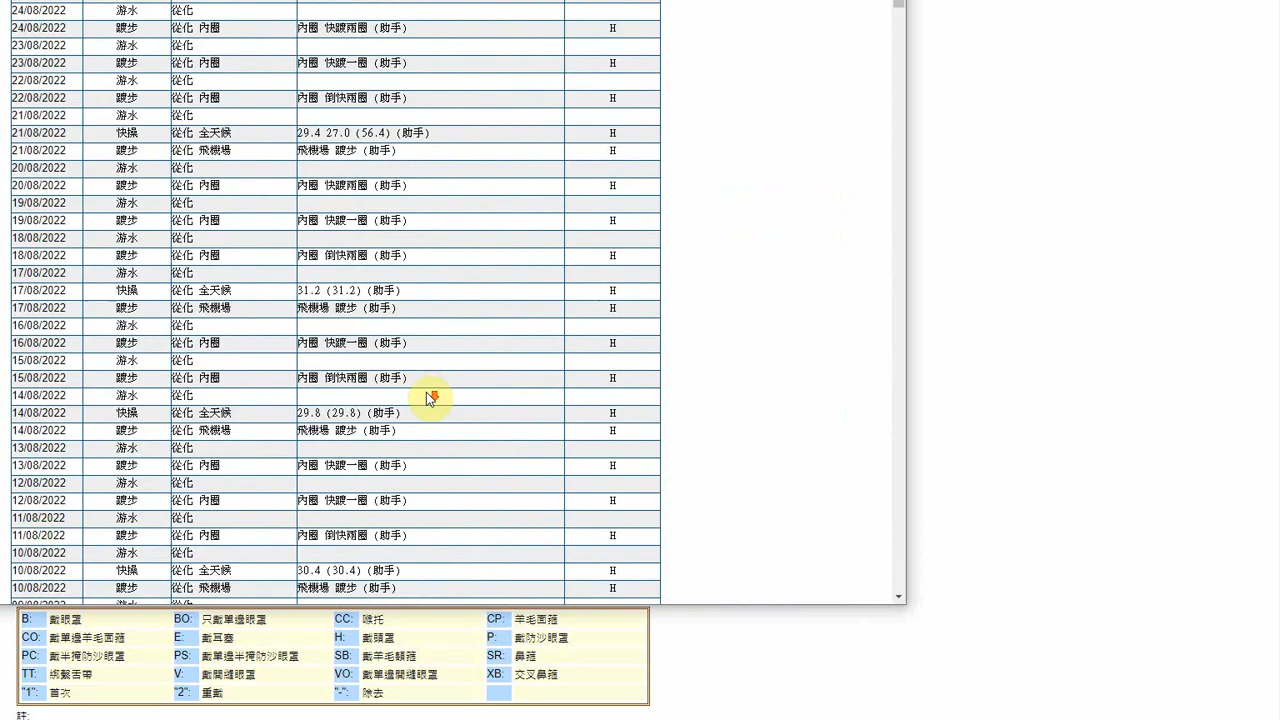 24/08/2022 游水 從化
24/08/2022 踱步 從化 內圈 內圈 快踱兩圈 (助手) H
23/08/2022 游水 從化
23/08/2022 踱步 從化 內圈 內圈 快踱一圈 (助手) H
22/08/2022 游水 從化
22/08/2022 踱步 從化 內圈 內圈 倒快兩圈 (助手) H
21/08/2022 游水 從化
21/08/2022 快操 從化 全天候 29.4 27.0 (56.4) (助手) H
21/08/2022 踱步 從化 飛機場 飛機場 踱步 (助手) H
20/08/2022 游水 從化
20/08/2022 踱步 從化 內圈 內圈 快踱兩圈 (助手) H
19/08/2022 游水 從化
19/08/2022 踱步 從化 內圈 內圈 快踱一圈 (助手) H
18/08/2022 游水 從化
18/08/2022 踱步 從化 內圈 內圈 倒快兩圈 (助手) H
17/08/2022 游水 從化
17/08/2022 快操 從化 全天候 31.2 (31.2) (助手) H
17/08/2022 踱步 從化 飛機場 飛機場 踱步 (助手) H
16/08/2022 游水 從化
16/08/2022 踱步 從化 內圈 內圈 快踱一圈 (助手) H
15/08/2022 游水 從化
15/08/2022 踱步 從化 內圈 內圈 倒快兩圈 (助手) H
14/08/2022 游水 從化
14/08/2022 快操 從化 全天候 29.8 (29.8) (助手) H
14/08/2022 踱步 從化 飛機場 飛機場 踱步 (助手) H
13/08/2022 游水 從化
13/08/2022 踱步 從化 內圈 內圈 快踱一圈 (助手) H
12/08/2022 游水 從化
12/08/2022 踱步 從化 內圈 內圈 快踱一圈 (助手) H
11/08/2022 游水 從化
11/08/2022 踱步 從化 內圈 內圈 倒快兩圈 (助手) H
10/08/2022 游水 從化
10/08/2022 快操 從化 全天候 30.4 (30.4) (助手) H
10/08/2022 踱步 從化 飛機場 飛機場 踱步 (助手) H
B: 戴眼罩 BO: 只戴單邊眼罩 CC: 喉托 CP: 羊毛面箍
CO: 戴單邊羊毛面箍 E: 戴耳塞 H: 戴頭罩 P: 戴防沙眼罩
PC: 戴半掩防沙眼罩 PS: 戴單邊半掩防沙眼罩 SB: 戴羊毛額箍 SR: 鼻箍
TT: 綁繫舌帶 V: 戴開縫眼罩 VO: 戴單邊開縫眼罩 XB: 交叉鼻箍
"1": 首次 "2": 重戴 "-": 除去
註: